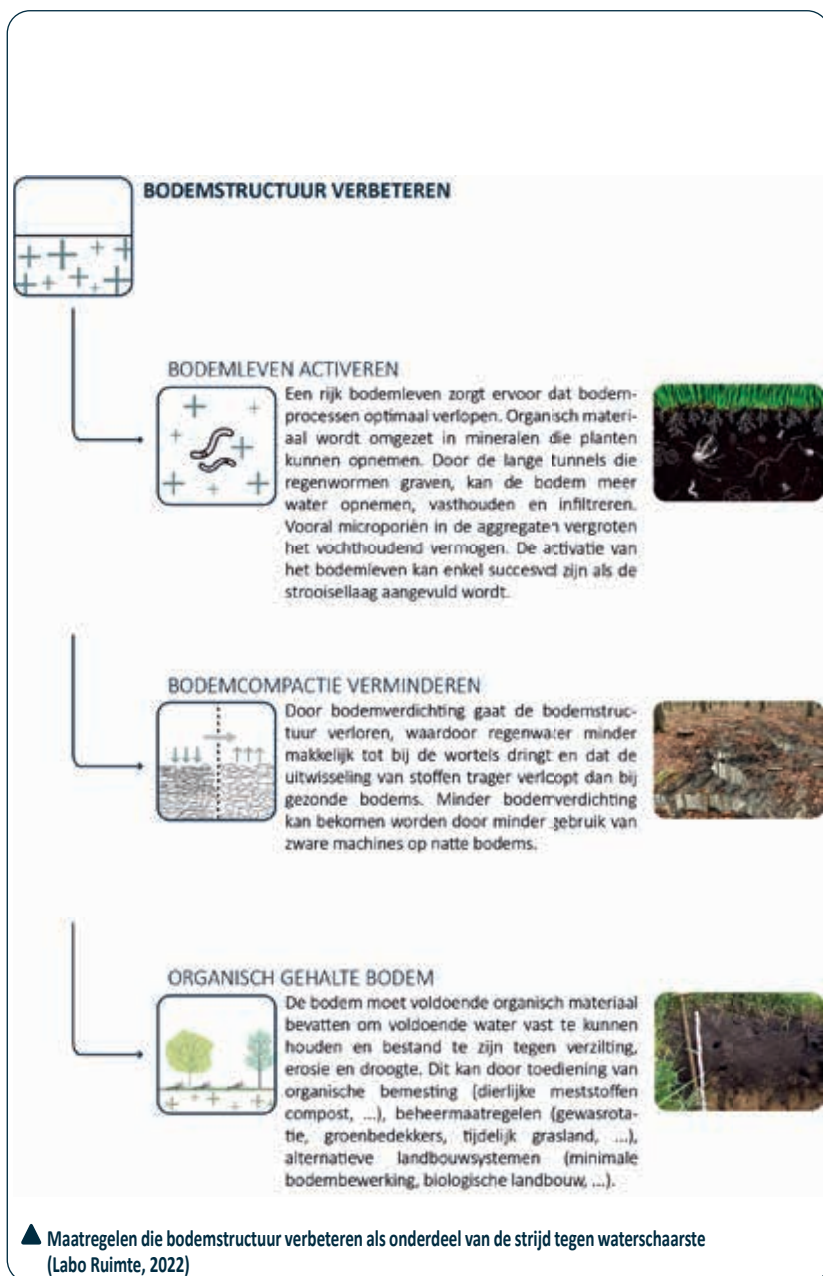 BODEMSTRUCTUUR VERBETEREN
BODEMLEVEN ACTIVEREN
Een rijk bodemleven zorgt ervoor dat bodem-
processen optimaal verlopen. Organisch materi-
aal wordt omgezet in mineralen die planten
kunnen opnemen. Door de lange tunnels die
regenwormen graven, kan de bodem meer
water opnemen, vasthouden en infiltreren.
Vooral microporiën in de aggregaten vergroten
het vochthoudend vermogen. De activatie van
het bodemleven kan enkel succesvol zijn als de
strooisellaag aangevuld wordt.
BODEMCOMPACTIE VERMINDEREN
Door bodemverdichting gaat de bodemstruc-
tuur verloren, waardoor regenwater minder
makkelijk tot bij de wortels dringt en dat de
uitwisseling van stoffen trager verloopt dan bij
gezonde bodems. Minder bodemverdichting
kan bekomen worden door minder gebruik van
zware machines op natte bodems.
ORGANISCH GEHALTE BODEM
De bodem moet voldoende organisch materiaal
bevatten om voldoende water vast te kunnen
houden en bestand te zijn tegen verzilting,
erosie en droogte. Dit kan door toediening van
organische bemesting (dierlijke meststoffen
compost, ...), beheermaatregelen (gewasrota-
tie, groenbedekkers, tijdelijk grasland, ...),
alternatieve landbouwsystemen (minimale
bodembewerking, biologische landbouw, ...).
Maatregelen die bodemstructuur verbeteren als onderdeel van de strijd tegen waterschaarste
(Labo Ruimte, 2022)